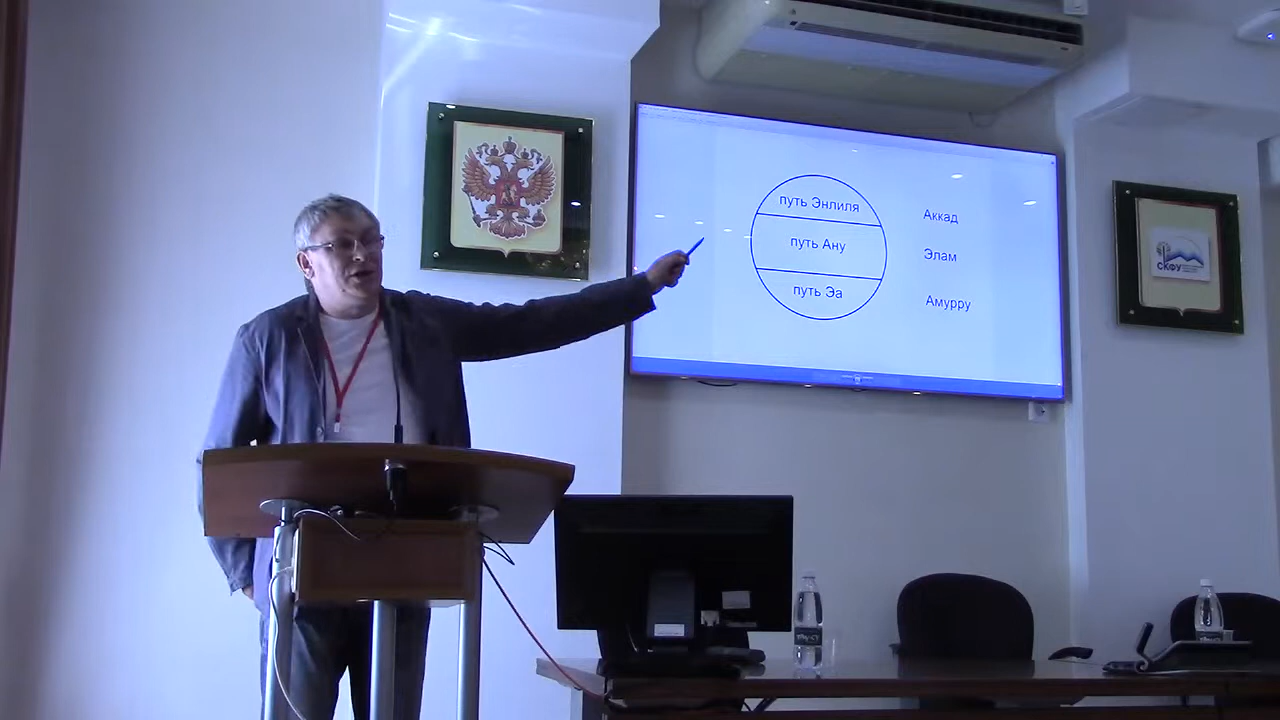 путь Энлиля
Аккад
путь Ану
Элам
путь Эа
Амурру
СКФУ